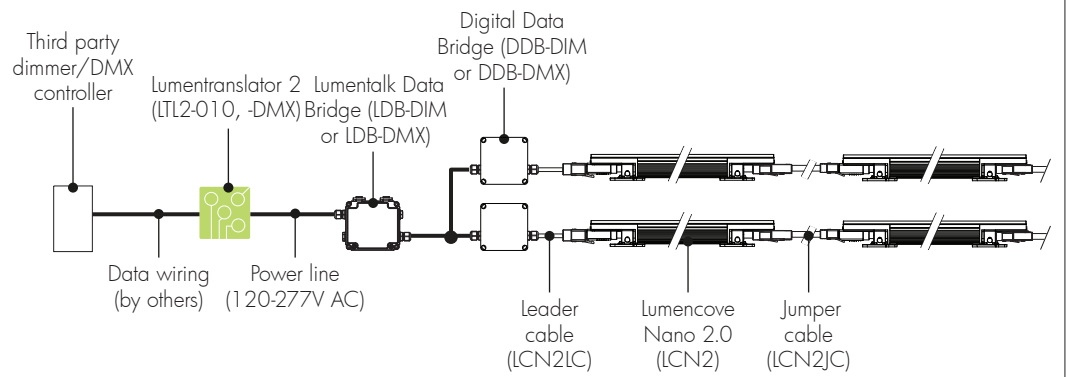 Third party
dimmer/DMX
controller
Lumentranslator 2
(LTL2-010, -DMX)
Lumentalk Data
Bridge (LDB-DIM
or LDB-DMX)
Digital Data
Bridge (DDB-DIM
or DDB-DMX)
Data wiring
(by others)
Power line
(120-277V AC)
Leader
cable
(LCN2LC)
Lumencove
Nano 2.0
(LCN2)
Jumper
cable
(LCN2JC)